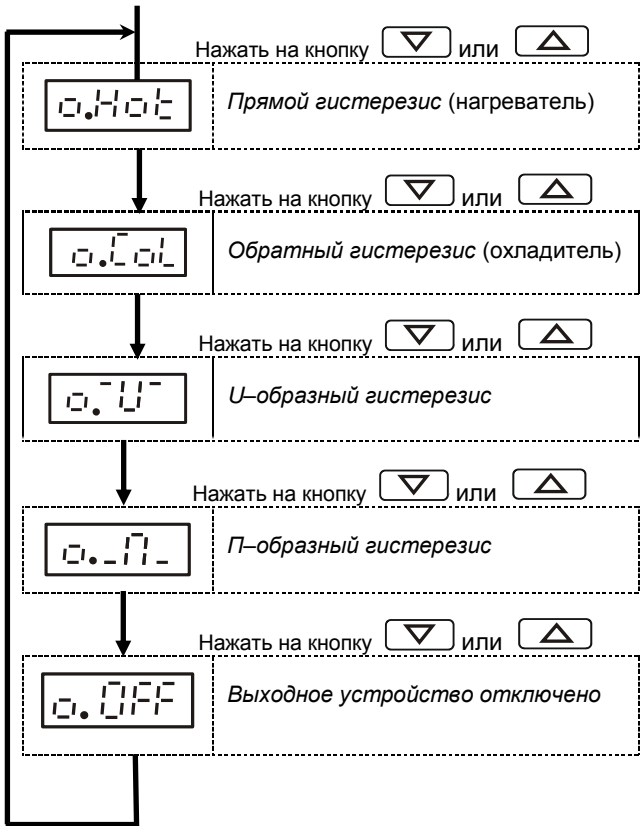 Нажать на кнопку ▽ или △
o.Hot
Прямой гистерезис (нагреватель)
Нажать на кнопку ▽ или △
o.CoL
Обратный гистерезис (охладитель)
Нажать на кнопку ▽ или △
o.¯U¯
U–образный гистерезис
Нажать на кнопку ▽ или △
o._П_
П–образный гистерезис
Нажать на кнопку ▽ или △
o.OFF
Выходное устройство отключено